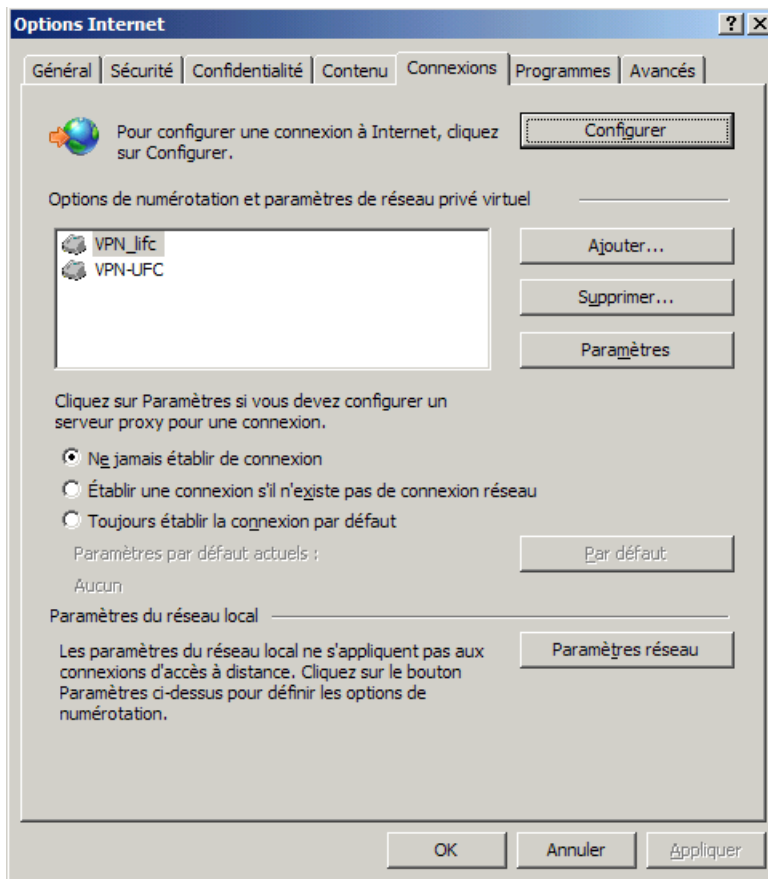 Options Internet
Général Sécurité Confidentialité Contenu Connexions Programmes Avancés
Pour configurer une connexion à Internet, cliquez
sur Configurer.
Configurer
Options de numérotation et paramètres de réseau privé virtuel
VPN_lifc
VPN-UFC
Ajouter...
Supprimer...
Paramètres
Cliquez sur Paramètres si vous devez configurer un
serveur proxy pour une connexion.
Ne jamais établir de connexion
Établir une connexion s'il n'existe pas de connexion réseau
Toujours établir la connexion par défaut
Paramètres par défaut actuels :
Par défaut
Aucun
Paramètres du réseau local
Les paramètres du réseau local ne s'appliquent pas aux
connexions d'accès à distance. Cliquez sur le bouton
Paramètres ci-dessus pour définir les options de
numérotation.
Paramètres réseau
OK Annuler Appliquer